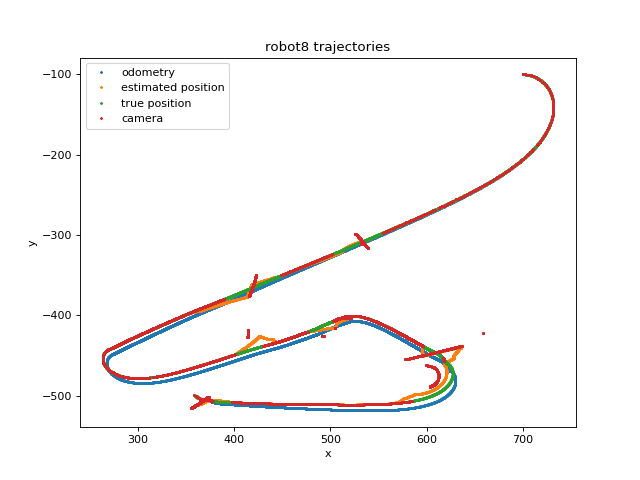 robot8 trajectories
odometry
estimated position
true position
camera
−100
−200
−300
−400
−500
y
300 400 500 600 700
x